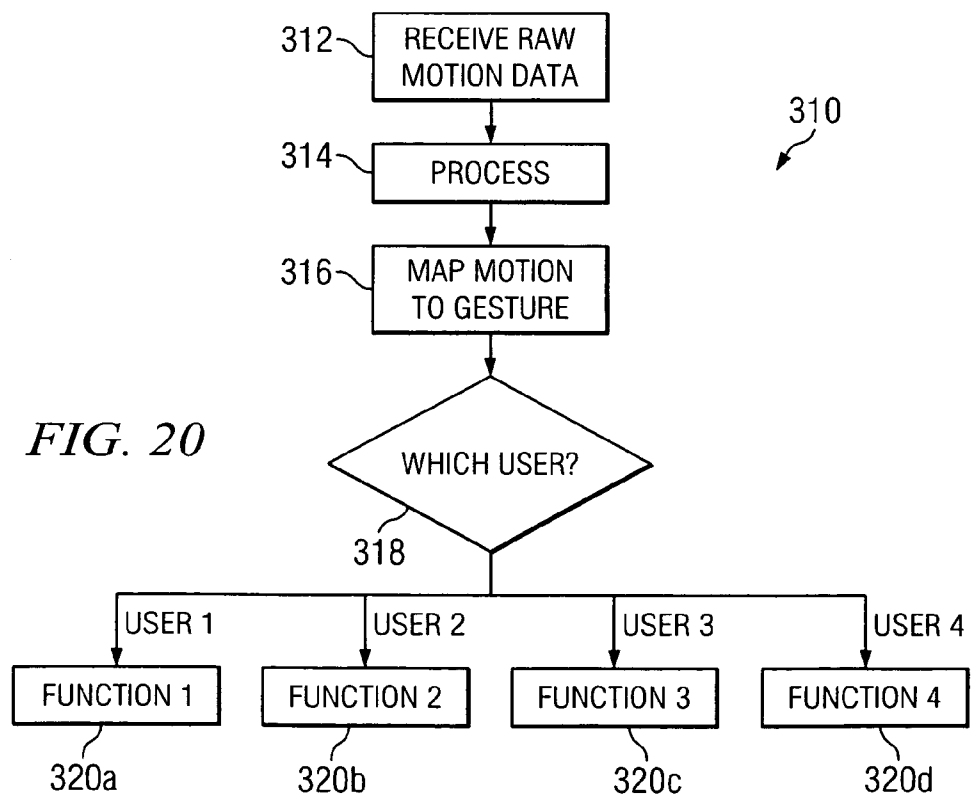 312
RECEIVE RAW
MOTION DATA
310
314
PROCESS
316
MAP MOTION
TO GESTURE
FIG. 20
WHICH USER?
318
USER 1
USER 2
USER 3
USER 4
FUNCTION 1
FUNCTION 2
FUNCTION 3
FUNCTION 4
320a
320b
320c
320d